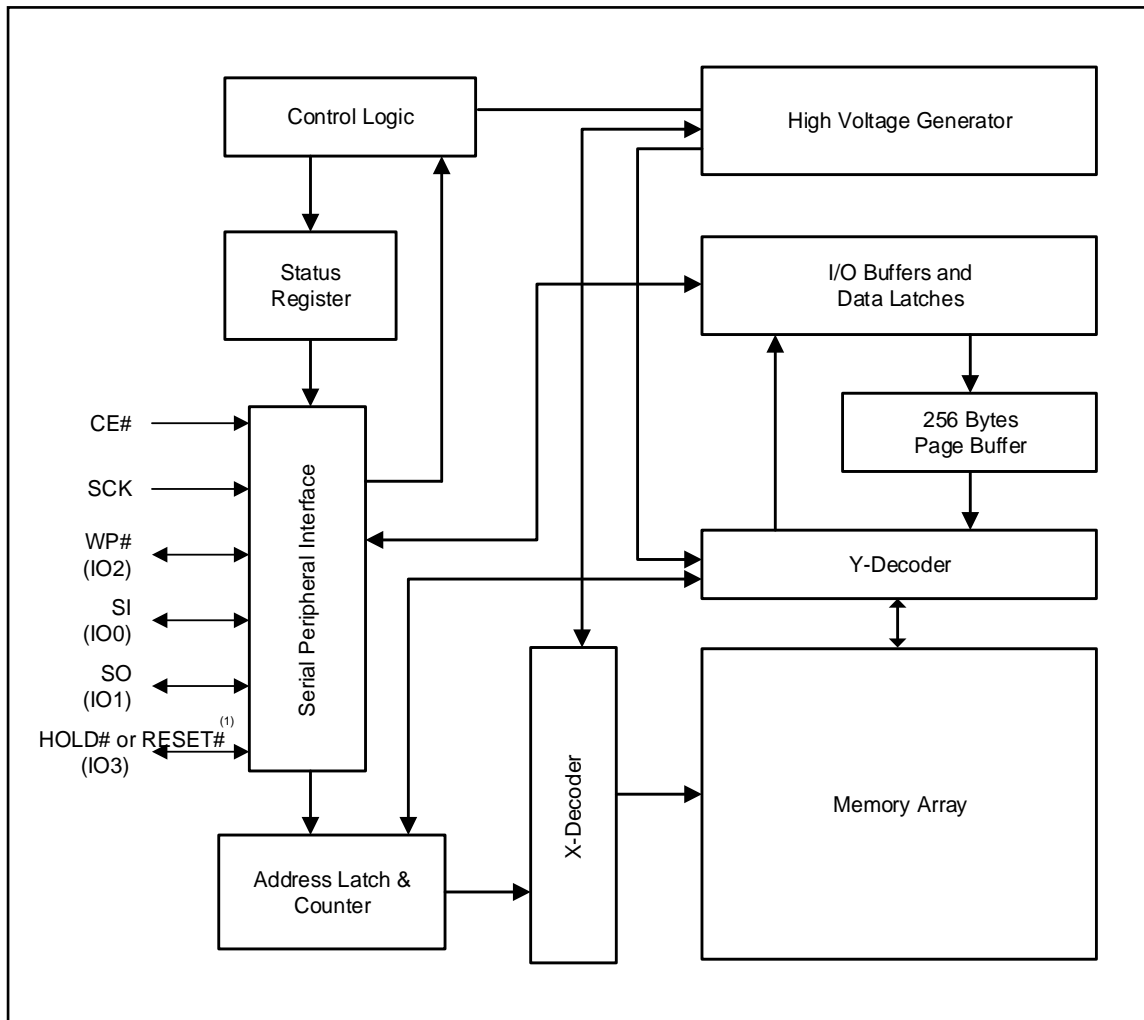 Control Logic
High Voltage Generator
Status
Register
I/O Buffers and
Data Latches
256 Bytes
Page Buffer
CE#
SCK
WP#
(IO2)
SI
(IO0)
SO
(IO1)
HOLD# or RESET#(1)
(IO3)
Serial Peripheral Interface
Y-Decoder
X-Decoder
Memory Array
Address Latch &
Counter